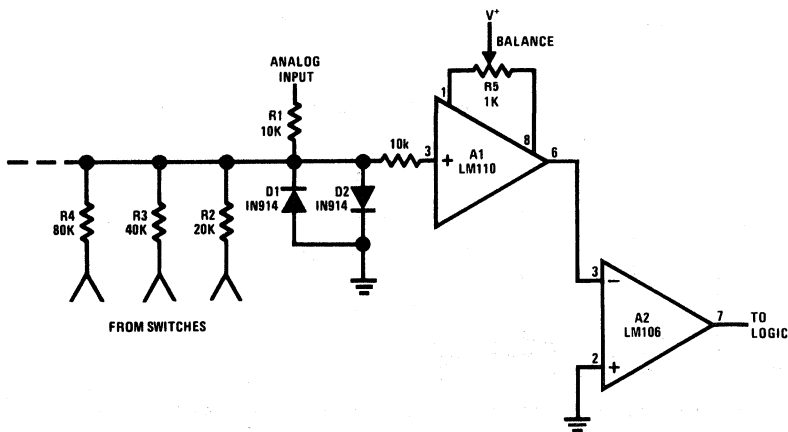 V+
BALANCE
R5
1K
ANALOG
INPUT
R1
10K
10k
1
8
3
+
A1
LM110
6
R4
80K
R3
40K
R2
20K
D1
IN914
D2
IN914
FROM SWITCHES
3
−
A2
LM106
7
TO
LOGIC
2
+